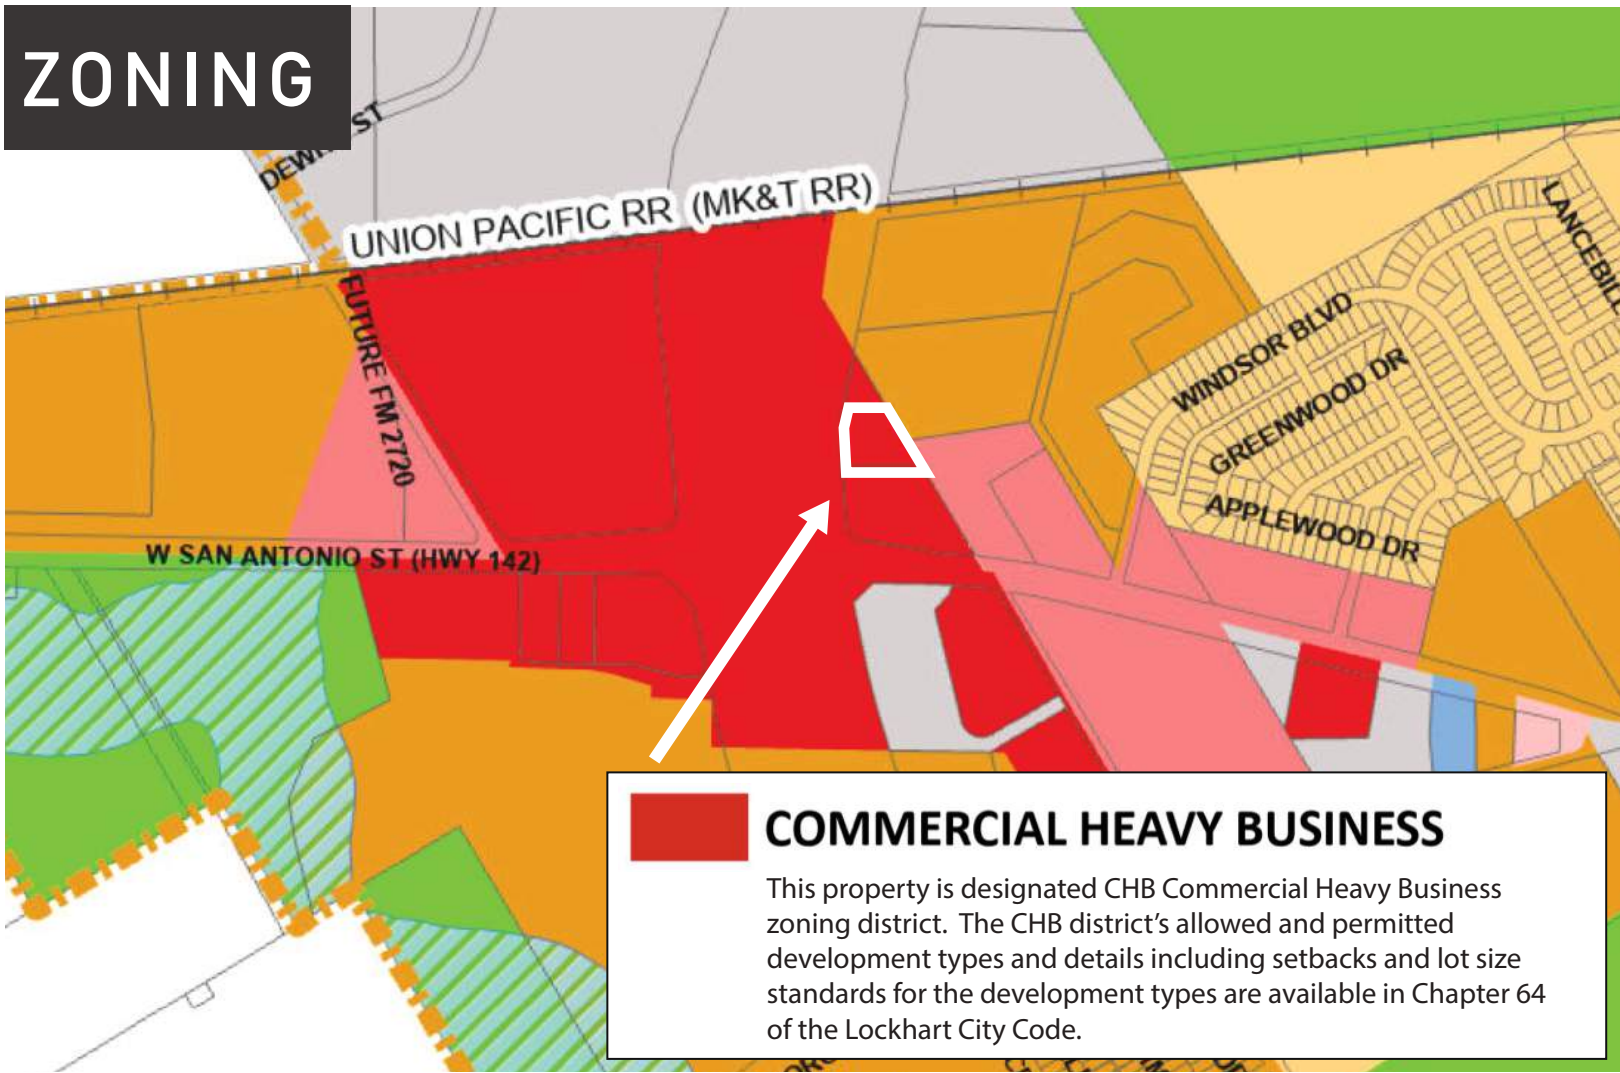 ZONING
ST
UNION PACIFIC RR (MK&T RR)
LANCEBIL
FUTURE FM 2720
WINDSOR BLVD
GREENWOOD DR
APPLEWOOD DR
W SAN ANTONIO ST (HWY 142)
COMMERCIAL HEAVY BUSINESS
This property is designated CHB Commercial Heavy Business
zoning district. The CHB district’s allowed and permitted
development types and details including setbacks and lot size
standards for the development types are available in Chapter 64
of the Lockhart City Code.